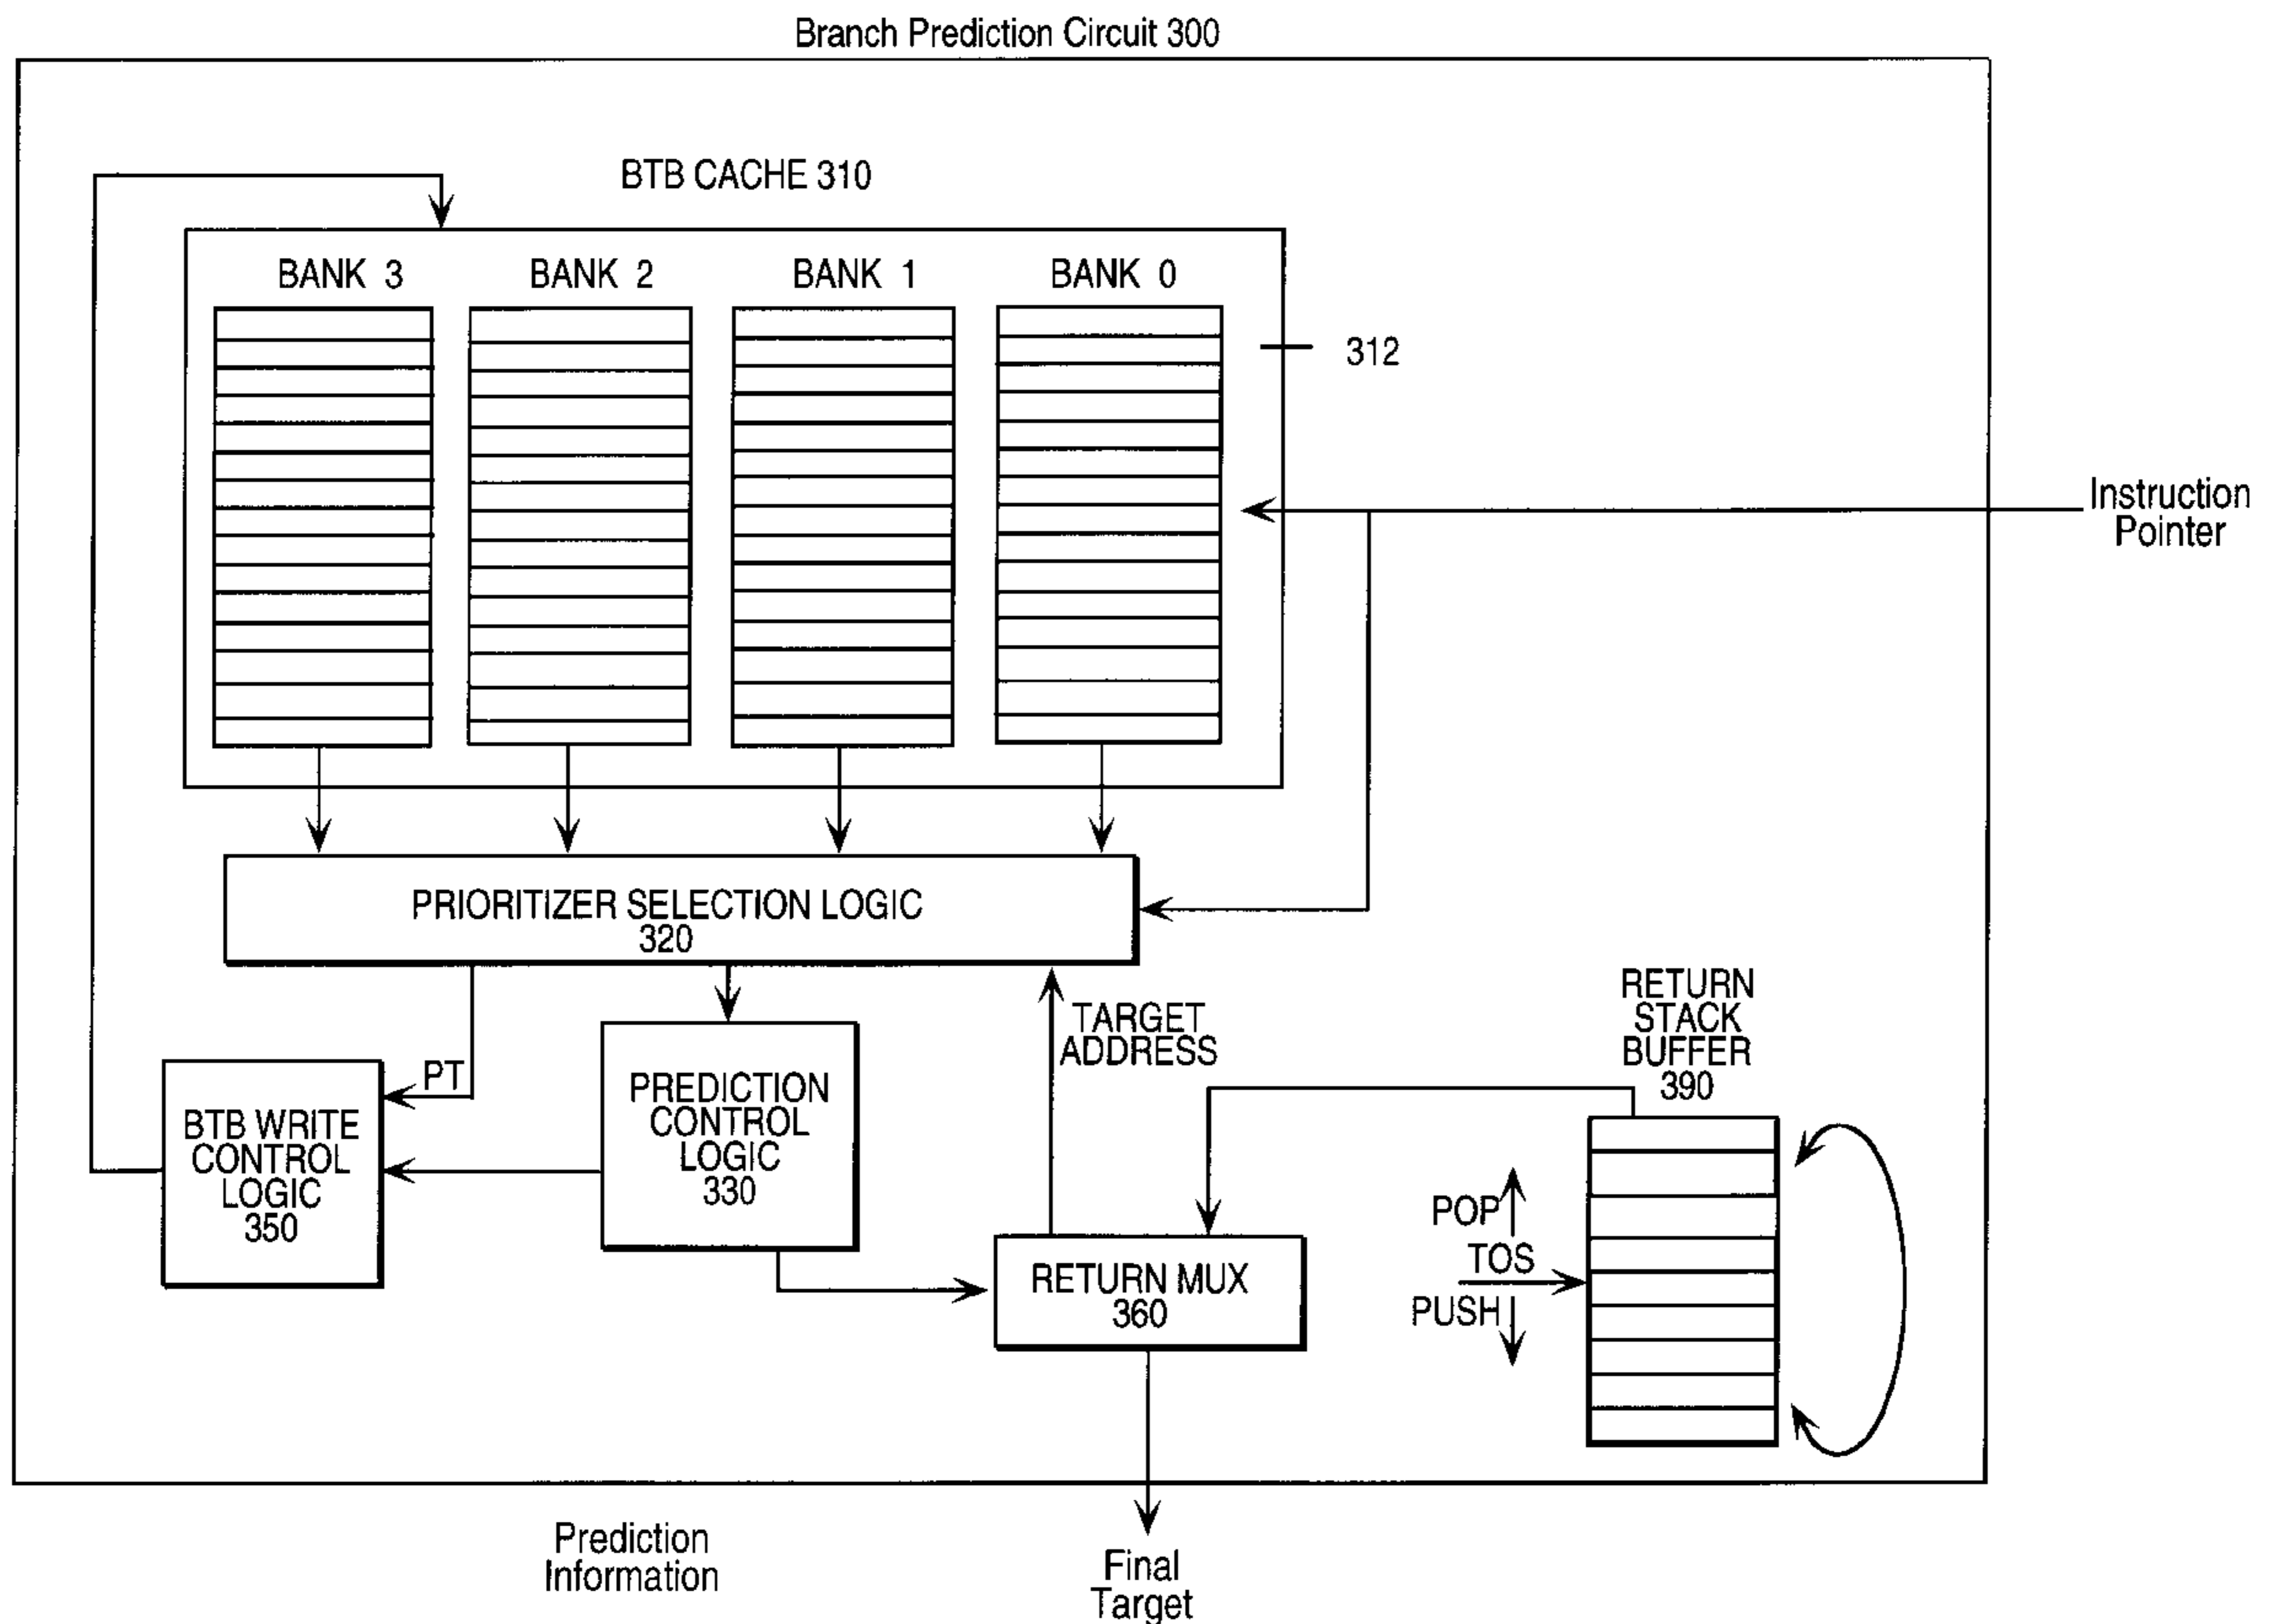 Branch Prediction Circuit 300
BTB CACHE 310
BANK 3
BANK 2
BANK 1
BANK 0
312
Instruction
Pointer
PRIORITIZER SELECTION LOGIC
320
TARGET
ADDRESS
RETURN
STACK
BUFFER
390
PT
BTB WRITE
CONTROL
LOGIC
350
PREDICTION
CONTROL
LOGIC
330
RETURN MUX
360
POP
TOS
PUSH
Prediction
Information
Final
Target